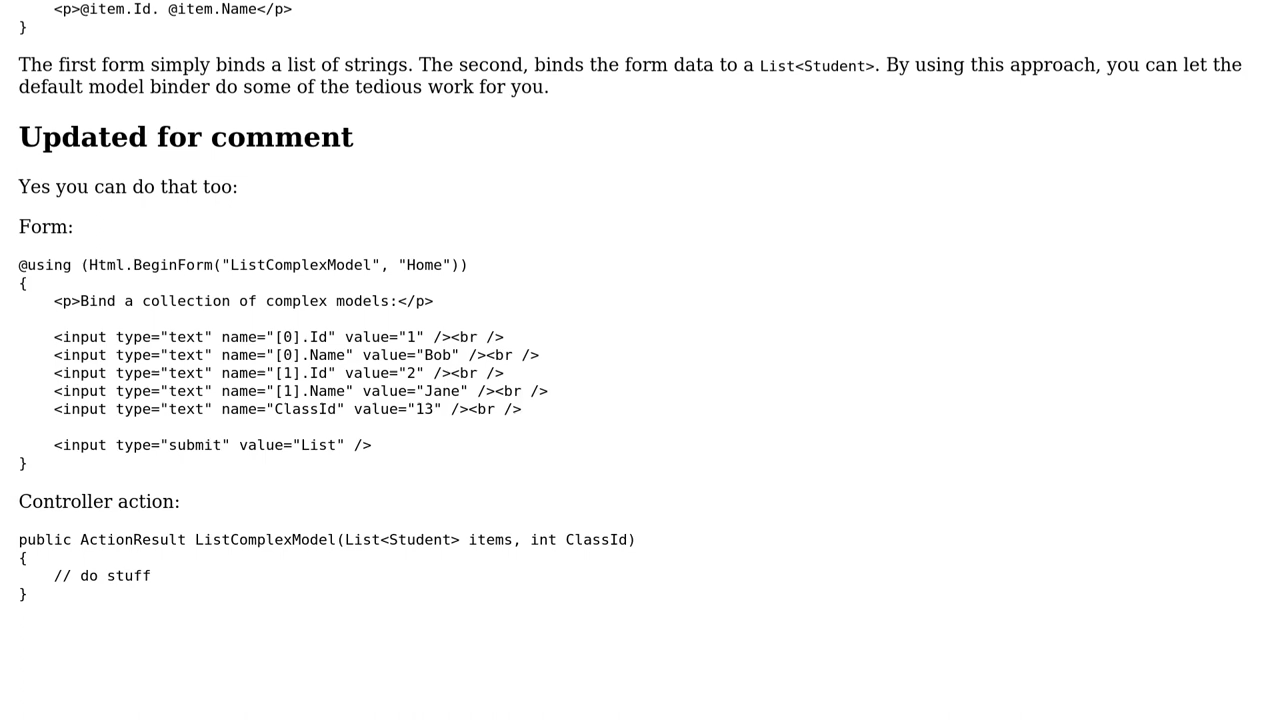 <p>@item.Id. @item.Name</p>
}
The first form simply binds a list of strings. The second, binds the form data to a List<Student>. By using this approach, you can let the
default model binder do some of the tedious work for you.
Updated for comment
Yes you can do that too:
Form:
@using (Html.BeginForm("ListComplexModel", "Home"))
{
    <p>Bind a collection of complex models:</p>
    <input type="text" name="[0].Id" value="1" /><br />
    <input type="text" name="[0].Name" value="Bob" /><br />
    <input type="text" name="[1].Id" value="2" /><br />
    <input type="text" name="[1].Name" value="Jane" /><br />
    <input type="text" name="ClassId" value="13" /><br />
    <input type="submit" value="List" />
}
Controller action:
public ActionResult ListComplexModel(List<Student> items, int ClassId)
{
    // do stuff
}